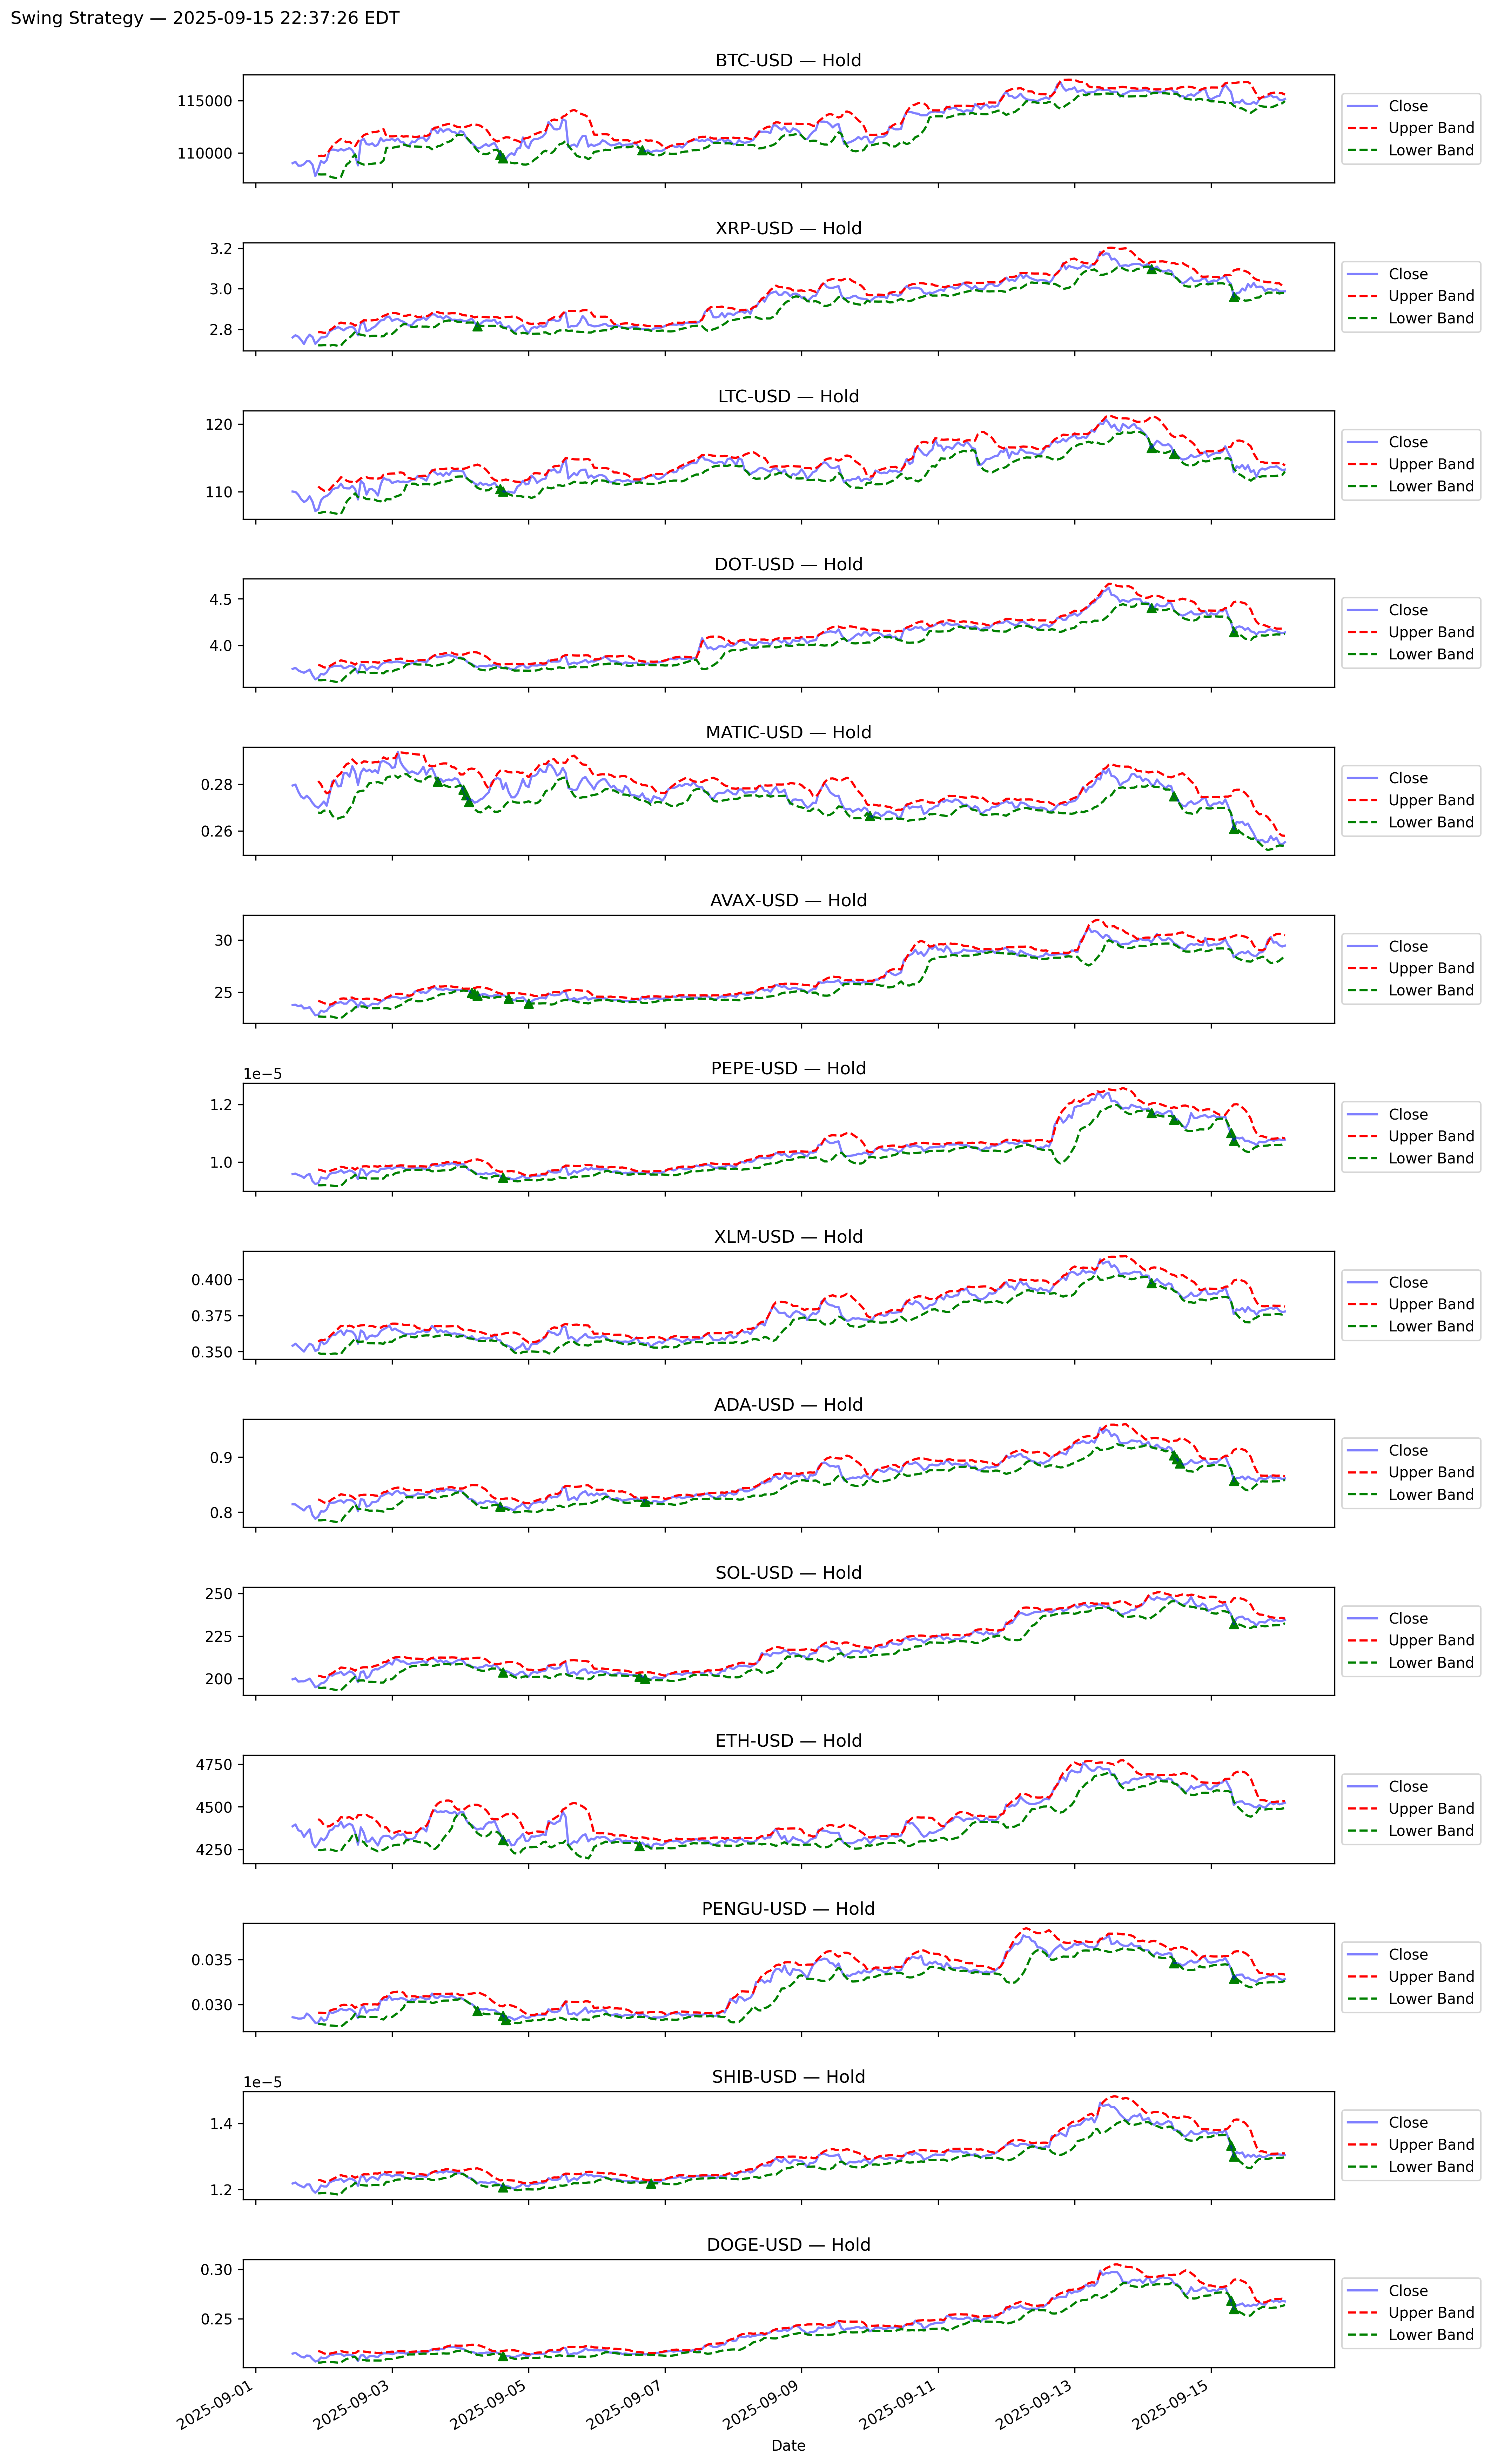 Swing Strategy — 2025-09-15 22:37:26 EDT
BTC-USD — Hold
115000
110000
Close
Upper Band
Lower Band
XRP-USD — Hold
3.2
3.0
2.8
Close
Upper Band
Lower Band
LTC-USD — Hold
120
110
Close
Upper Band
Lower Band
DOT-USD — Hold
4.5
4.0
Close
Upper Band
Lower Band
MATIC-USD — Hold
0.28
0.26
Close
Upper Band
Lower Band
AVAX-USD — Hold
30
25
Close
Upper Band
Lower Band
PEPE-USD — Hold
1e−5
1.2
1.0
Close
Upper Band
Lower Band
XLM-USD — Hold
0.400
0.375
0.350
Close
Upper Band
Lower Band
ADA-USD — Hold
0.9
0.8
Close
Upper Band
Lower Band
SOL-USD — Hold
250
225
200
Close
Upper Band
Lower Band
ETH-USD — Hold
4750
4500
4250
Close
Upper Band
Lower Band
PENGU-USD — Hold
0.035
0.030
Close
Upper Band
Lower Band
SHIB-USD — Hold
1e−5
1.4
1.2
Close
Upper Band
Lower Band
DOGE-USD — Hold
0.30
0.25
Close
Upper Band
Lower Band
2025-09-01
2025-09-03
2025-09-05
2025-09-07
2025-09-09
2025-09-11
2025-09-13
2025-09-15
Date